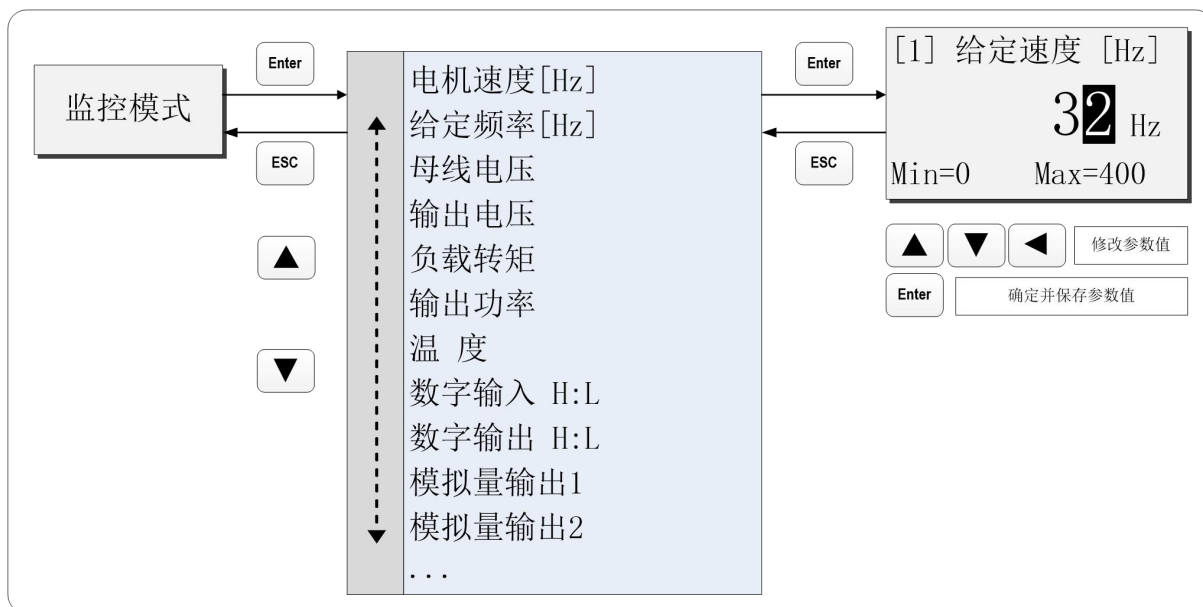 监控模式
Enter
ESC
电机速度[Hz]
给定频率[Hz]
母线电压
输出电压
负载转矩
输出功率
温 度
数字输入 H:L
数字输出 H:L
模拟量输出1
模拟量输出2
...
Enter
ESC
[1] 给定速度 [Hz]
32 Hz
Min=0 Max=400
修改参数值
Enter 确定并保存参数值